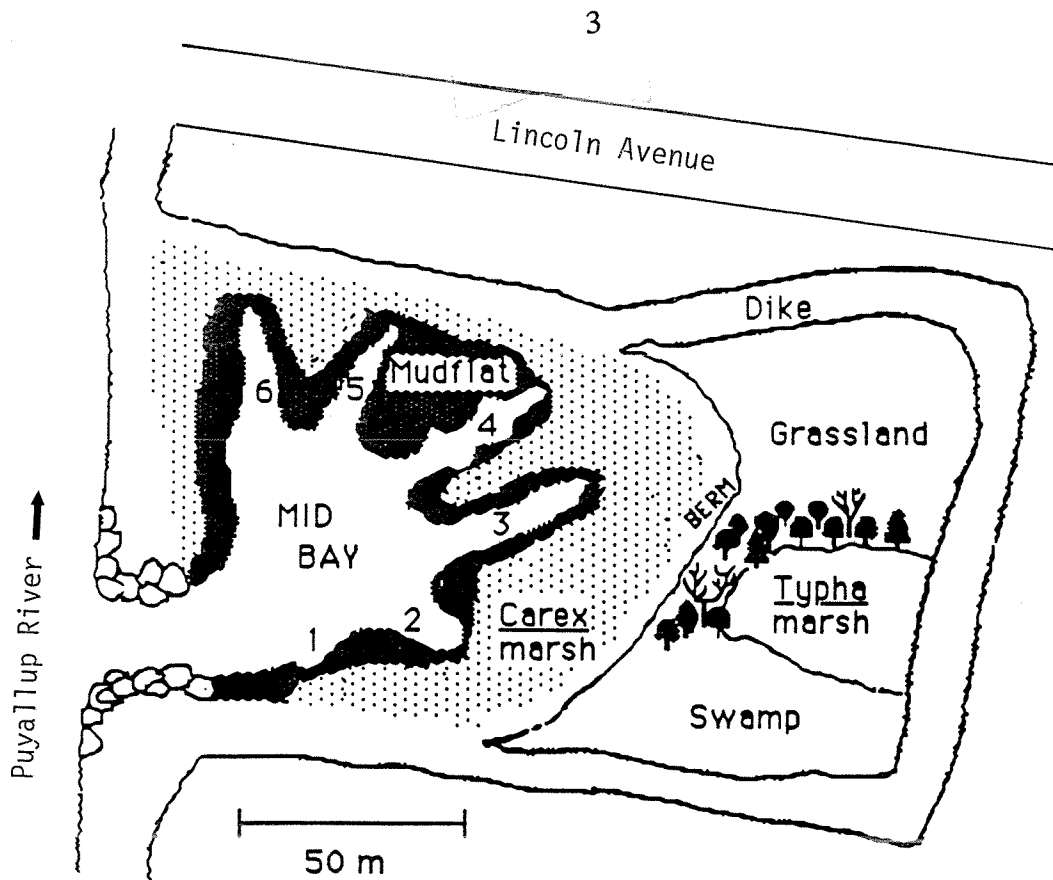 3
Lincoln Avenue
Dike
Mudflat
6
5
4
Grassland
BERM
3
MID
BAY
Typha
marsh
Carex
marsh
2
1
Swamp
Puyallup River
50 m